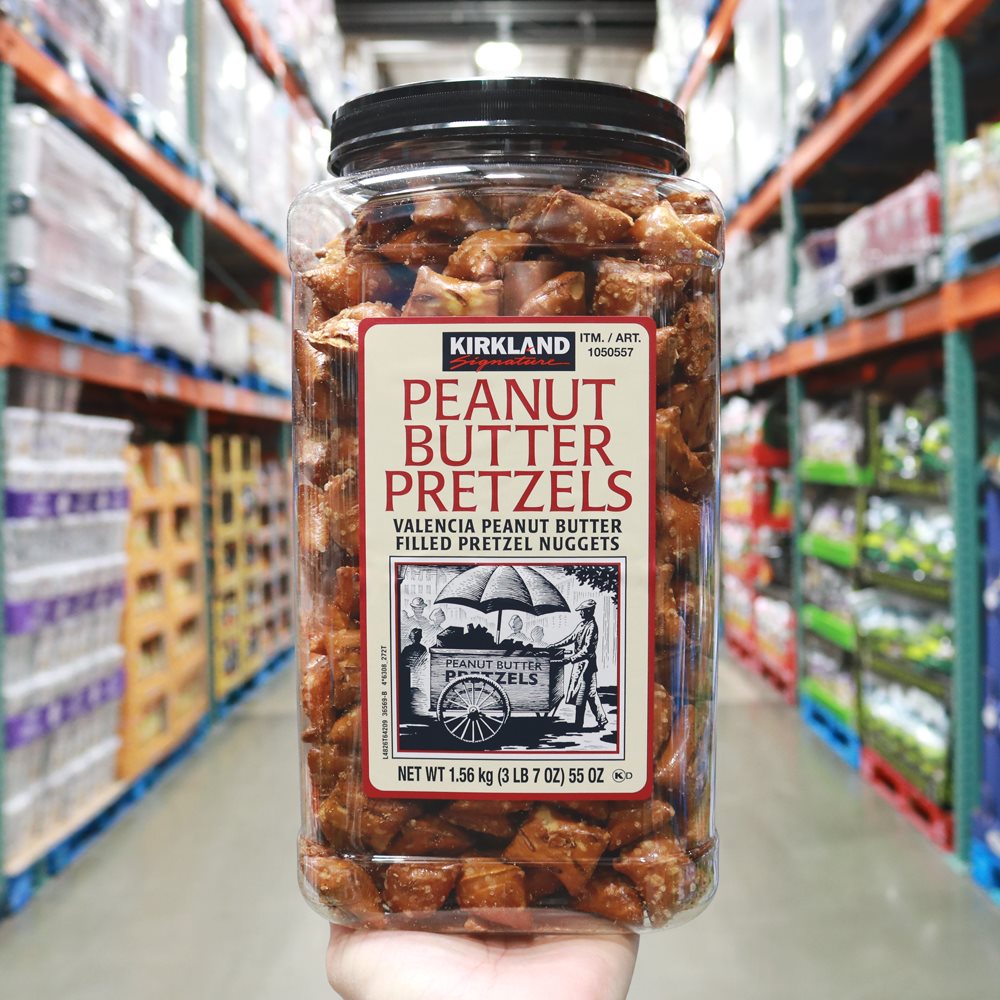 KIRKLAND
Signature
ITM. / ART.
1050557
PEANUT
BUTTER
PRETZELS
VALENCIA PEANUT BUTTER
FILLED PRETZEL NUGGETS
PEANUT BUTTER
PRETZELS
NET WT 1.56 kg (3 LB 7 OZ) 55 OZ K D